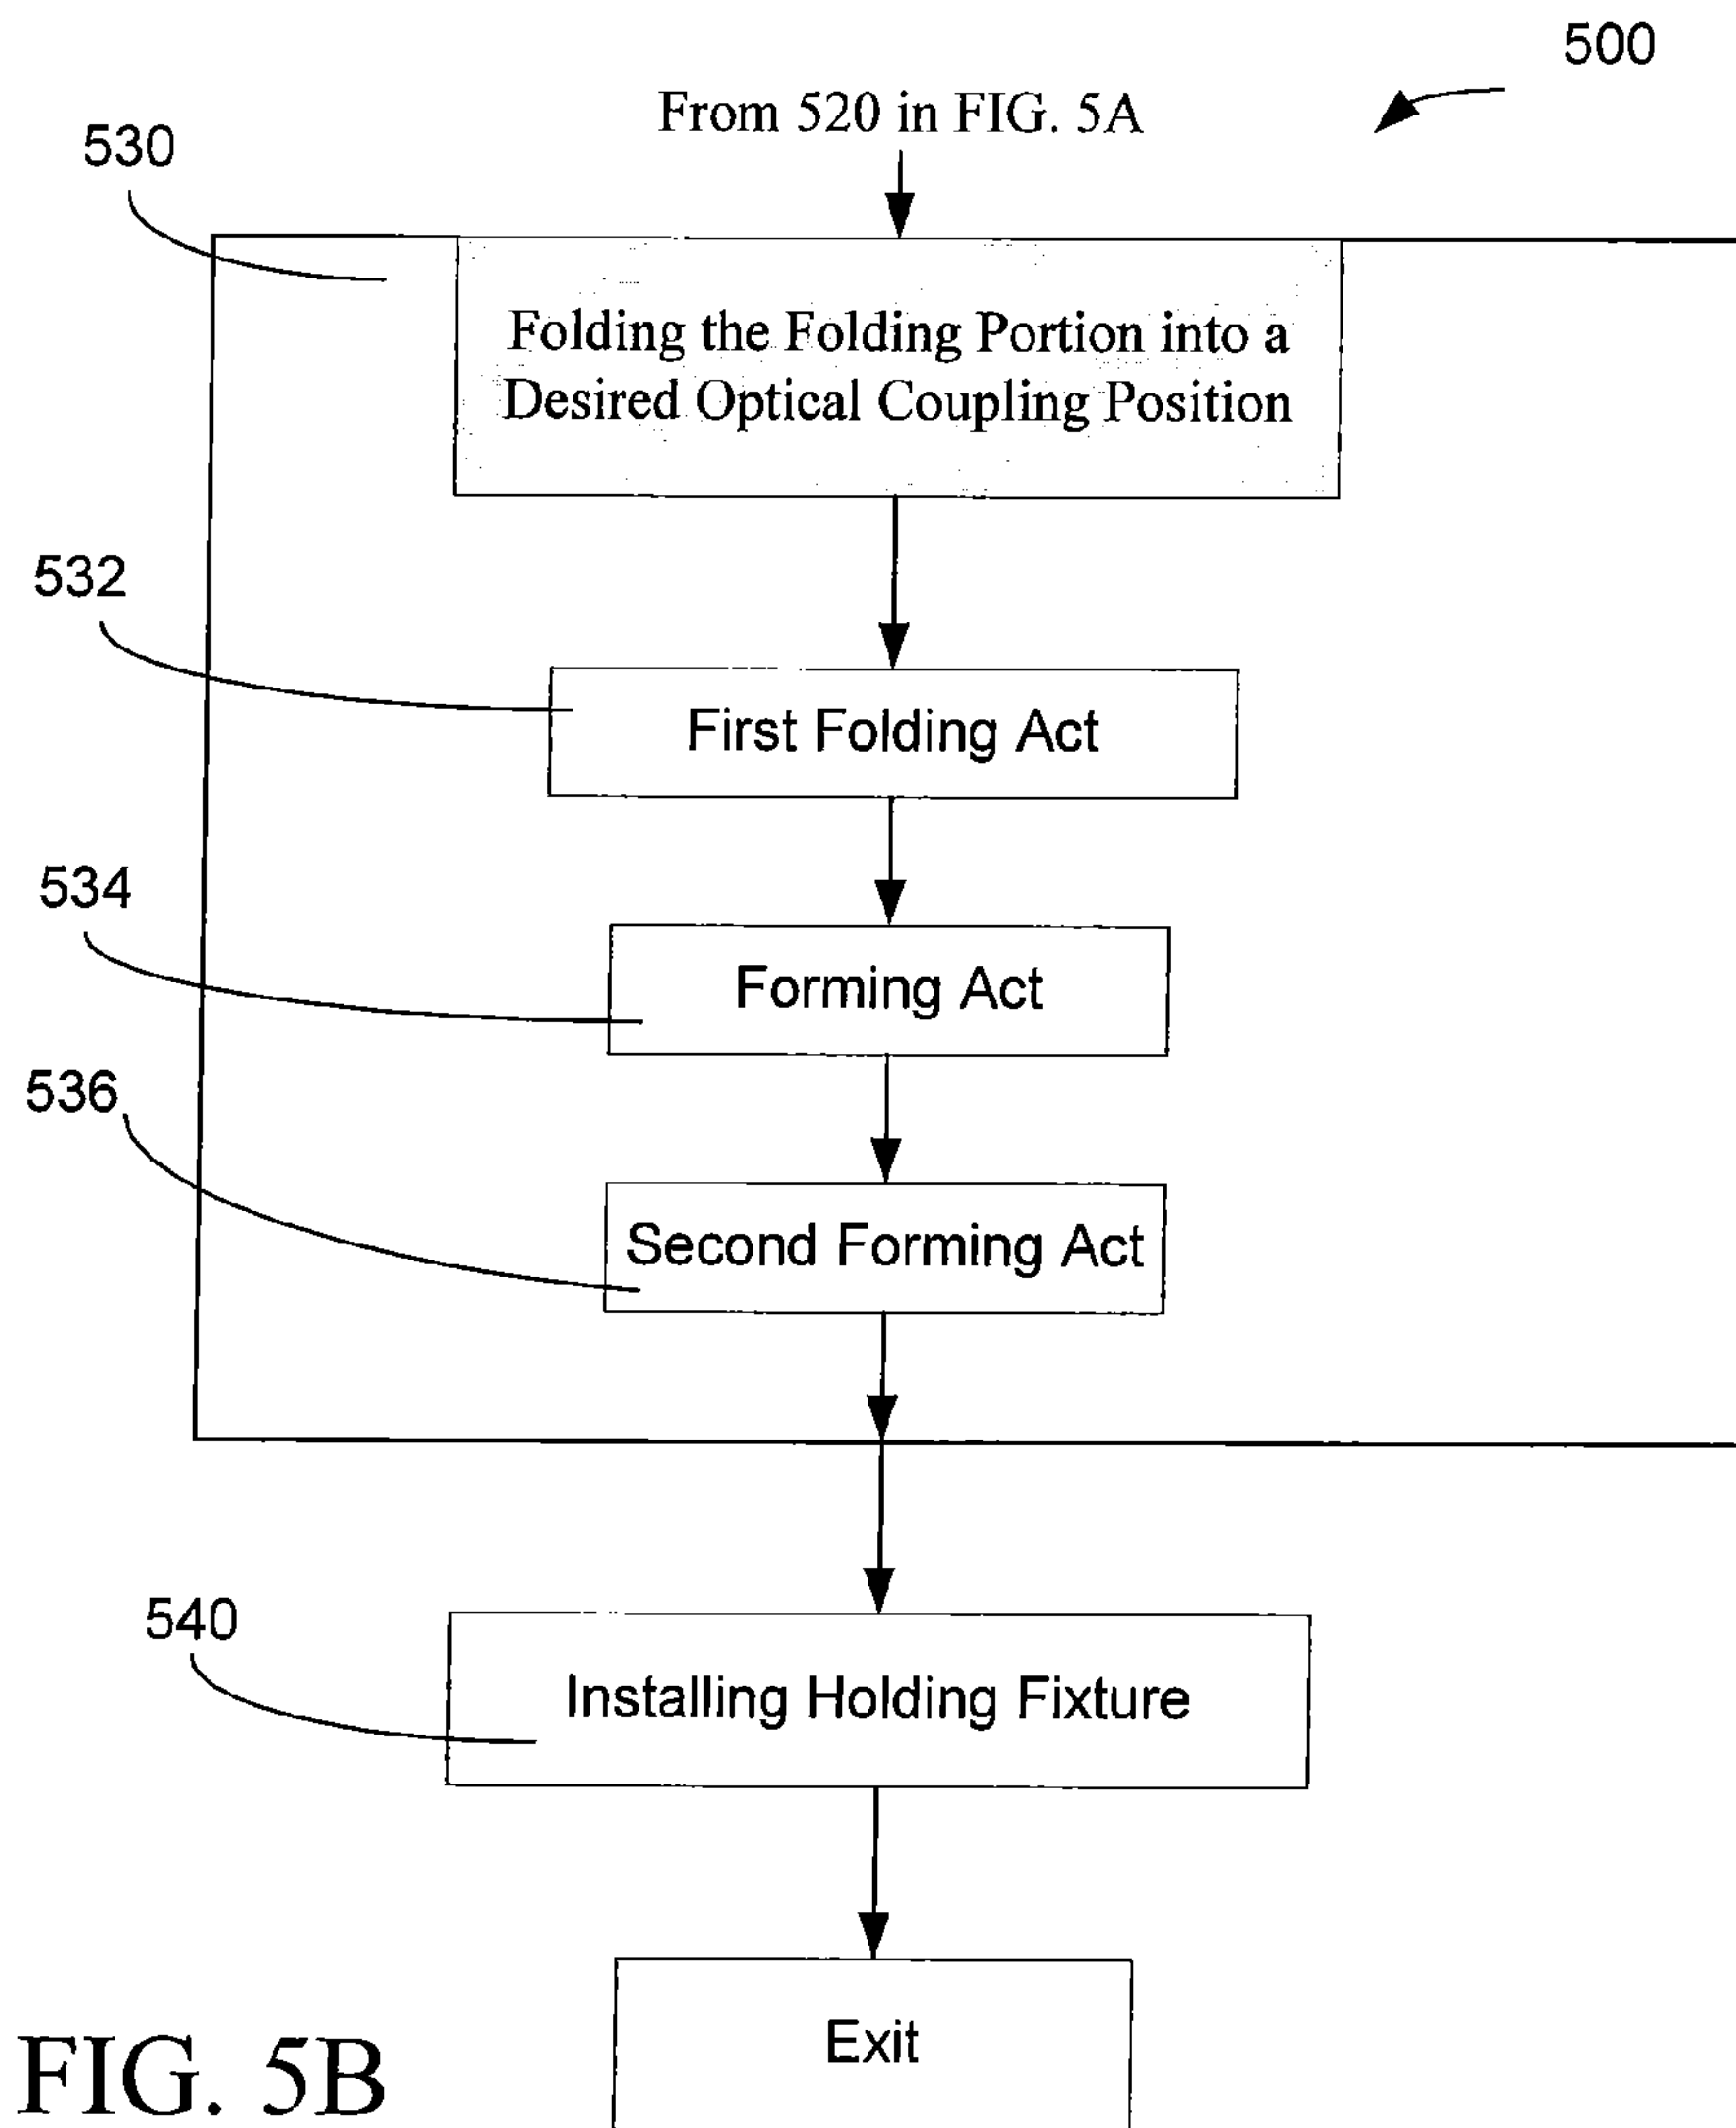 500
From 520 in FIG. 5A
530
Folding the Folding Portion into a
Desired Optical Coupling Position
532
First Folding Act
534
Forming Act
536
Second Forming Act
540
Installing Holding Fixture
Exit
FIG. 5B